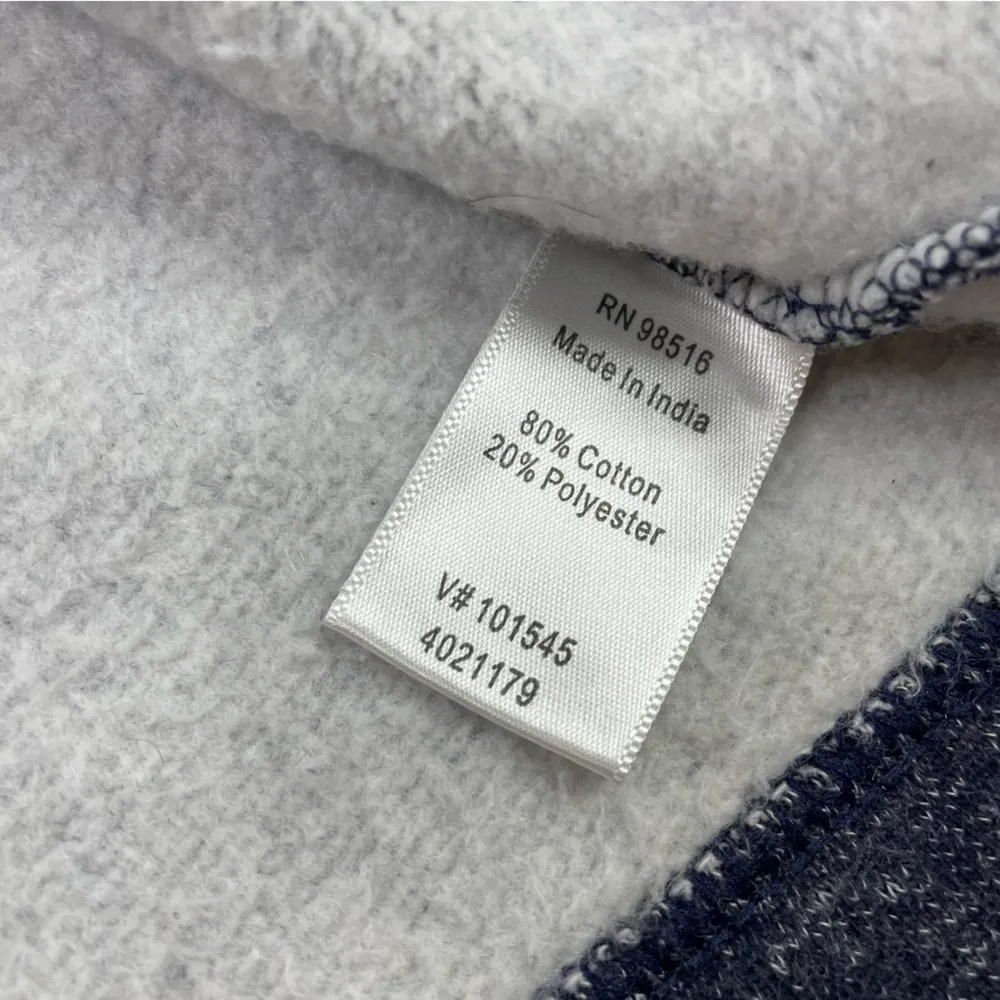 RN 98516
Made In India
80% Cotton
20% Polyester
V# 101545
4021179